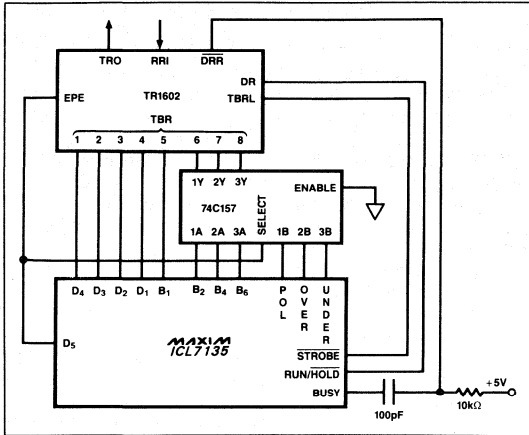 TRO RRI DRR
DR
EPE TR1602 TBRL
TBR
1 2 3 4 5 6 7 8
1Y 2Y 3Y
ENABLE
74C157
SELECT
1A 2A 3A 1B 2B 3B
D4 D3 D2 D1 B1 B2 B4 B6 POL OVER UNDER
D5
MAXIM
ICL7135
STROBE
RUN/HOLD
BUSY
+5V
100pF 10kΩ